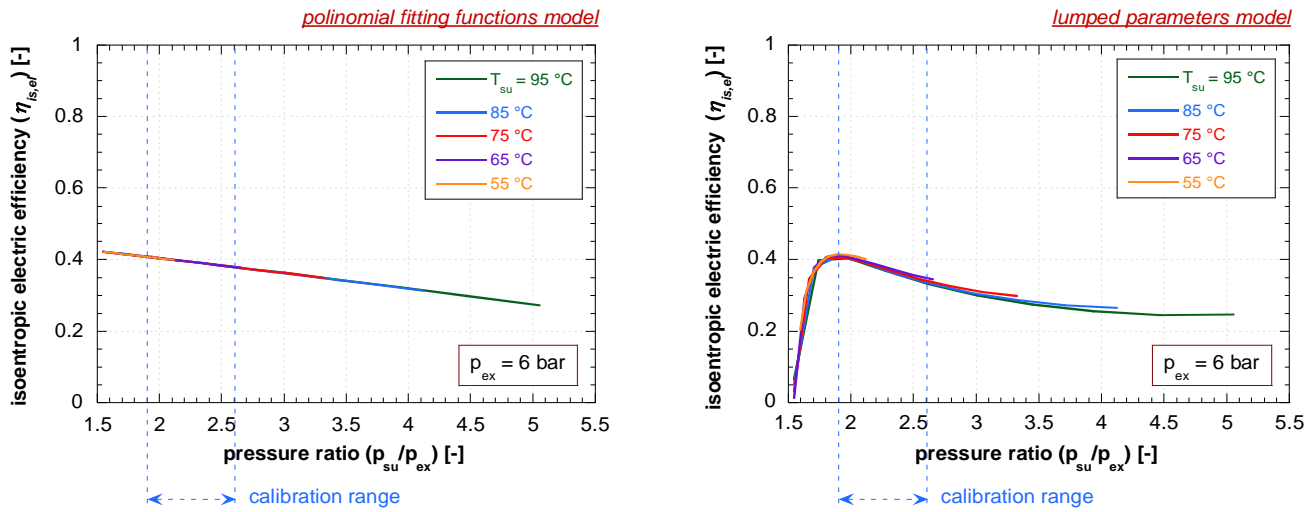 polinomial fitting functions model
isoentropic electric efficiency (η_is,el) [-]
1
0.8
0.6
0.4
0.2
0
T_su = 95 °C
85 °C
75 °C
65 °C
55 °C
p_ex = 6 bar
1.5 2 2.5 3 3.5 4 4.5 5 5.5
pressure ratio (p_su/p_ex) [-]
calibration range
lumped parameters model
isoentropic electric efficiency (η_is,el) [-]
1
0.8
0.6
0.4
0.2
0
T_su = 95 °C
85 °C
75 °C
65 °C
55 °C
p_ex = 6 bar
1.5 2 2.5 3 3.5 4 4.5 5 5.5
pressure ratio (p_su/p_ex) [-]
calibration range